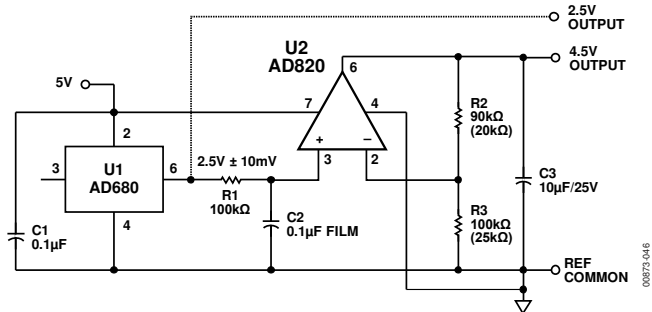 2.5V
OUTPUT
U2
AD820
4.5V
OUTPUT
6
5V
7
4
R2
90kΩ
(20kΩ)
2
U1
AD680
3
6
2.5V ± 10mV
+
−
3
2
R1
100kΩ
C3
10µF/25V
4
C1
0.1µF
C2
0.1µF FILM
R3
100kΩ
(25kΩ)
REF
COMMON
00873-046